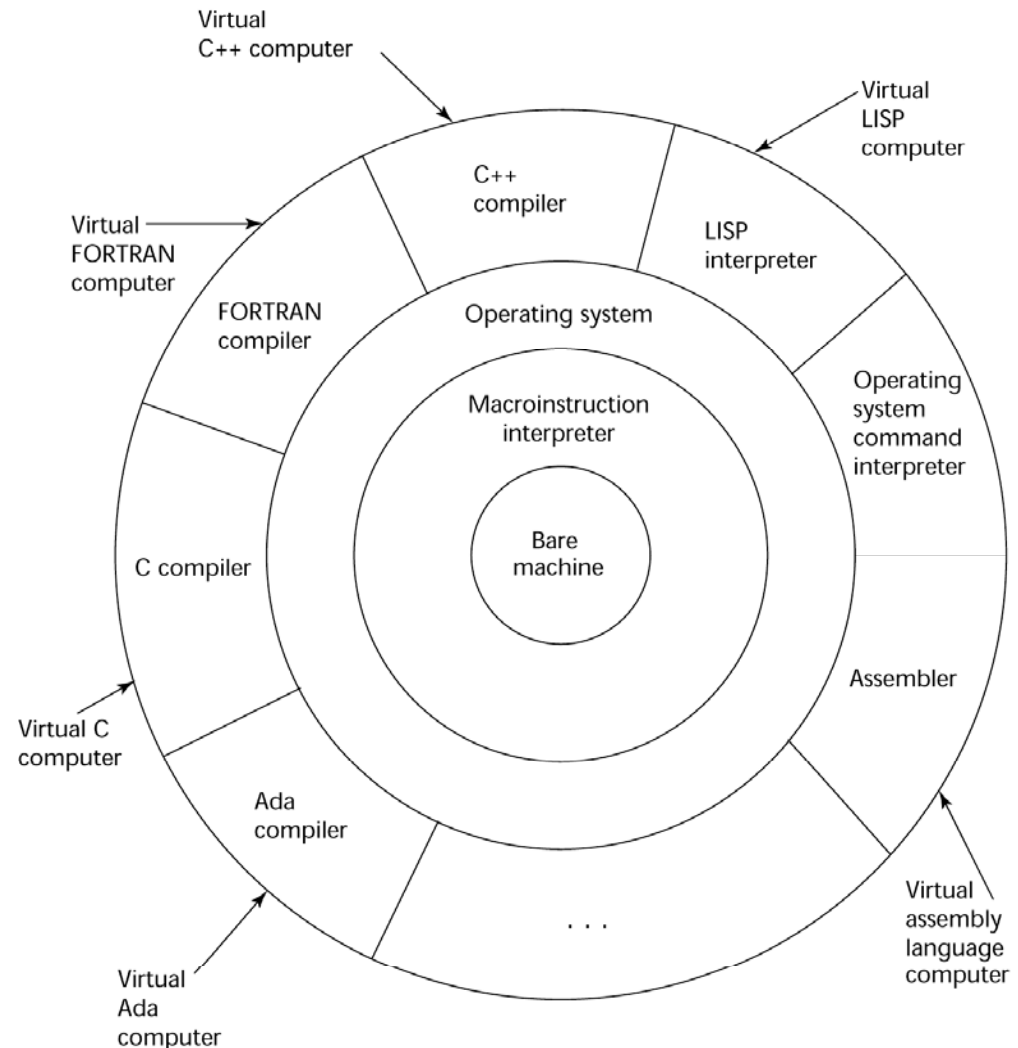 Virtual
C++ computer
Virtual
LISP
computer
C++
compiler
Virtual
FORTRAN
computer
LISP
interpreter
FORTRAN
compiler
Operating system
Operating
system
command
interpreter
Macroinstruction
interpreter
Bare
machine
C compiler
Assembler
Virtual C
computer
Ada
compiler
Virtual
assembly
language
computer
. . .
Virtual
Ada
computer